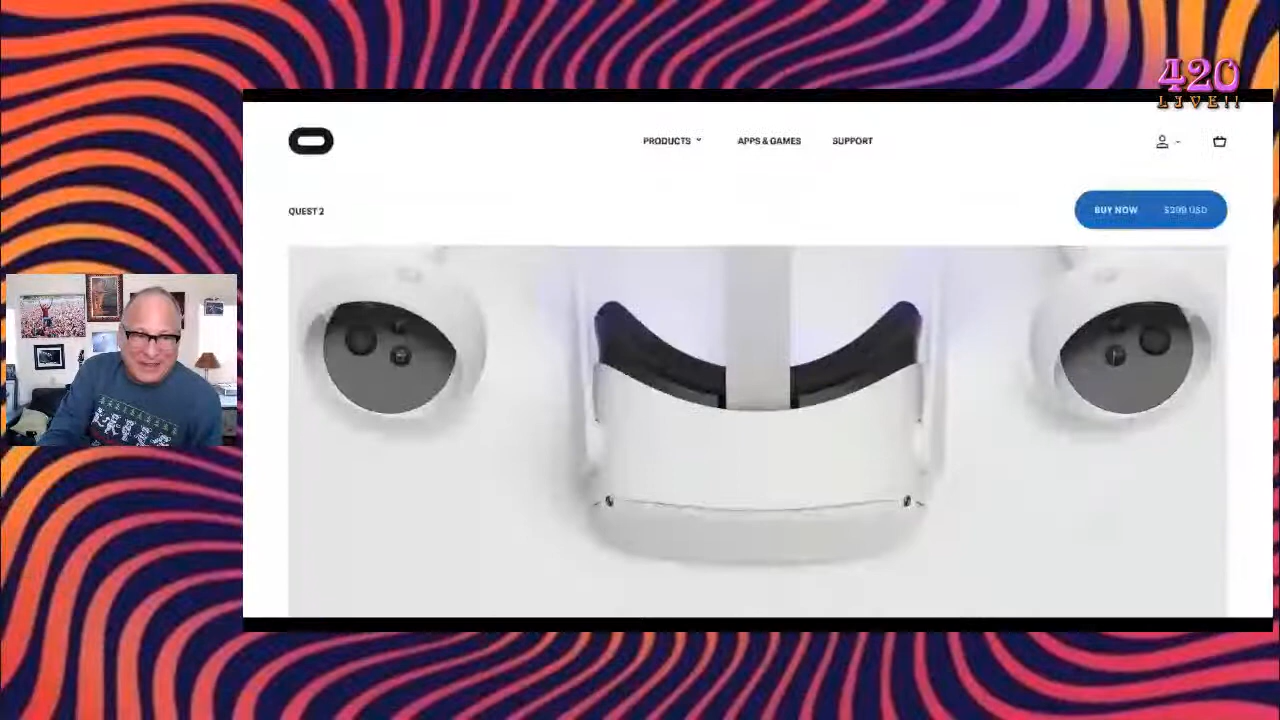 420
LIVE!!
PRODUCTS
APPS & GAMES
SUPPORT
QUEST 2
BUY NOW
$299 USD